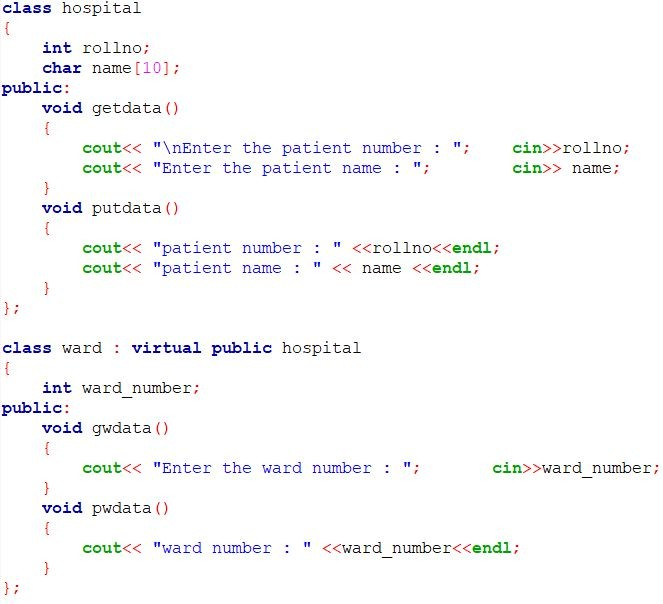 class hospital
{
    int rollno;
    char name[10];
public:
    void getdata()
    {
        cout<< "\nEnter the patient number : ";    cin>>rollno;
        cout<< "Enter the patient name : ";        cin>> name;
    }
    void putdata()
    {
        cout<< "patient number : " <<rollno<<endl;
        cout<< "patient name : " << name <<endl;
    }
};

class ward : virtual public hospital
{
    int ward_number;
public:
    void gwdata()
    {
        cout<< "Enter the ward number : ";       cin>>ward_number;
    }
    void pwdata()
    {
        cout<< "ward number : " <<ward_number<<endl;
    }
};